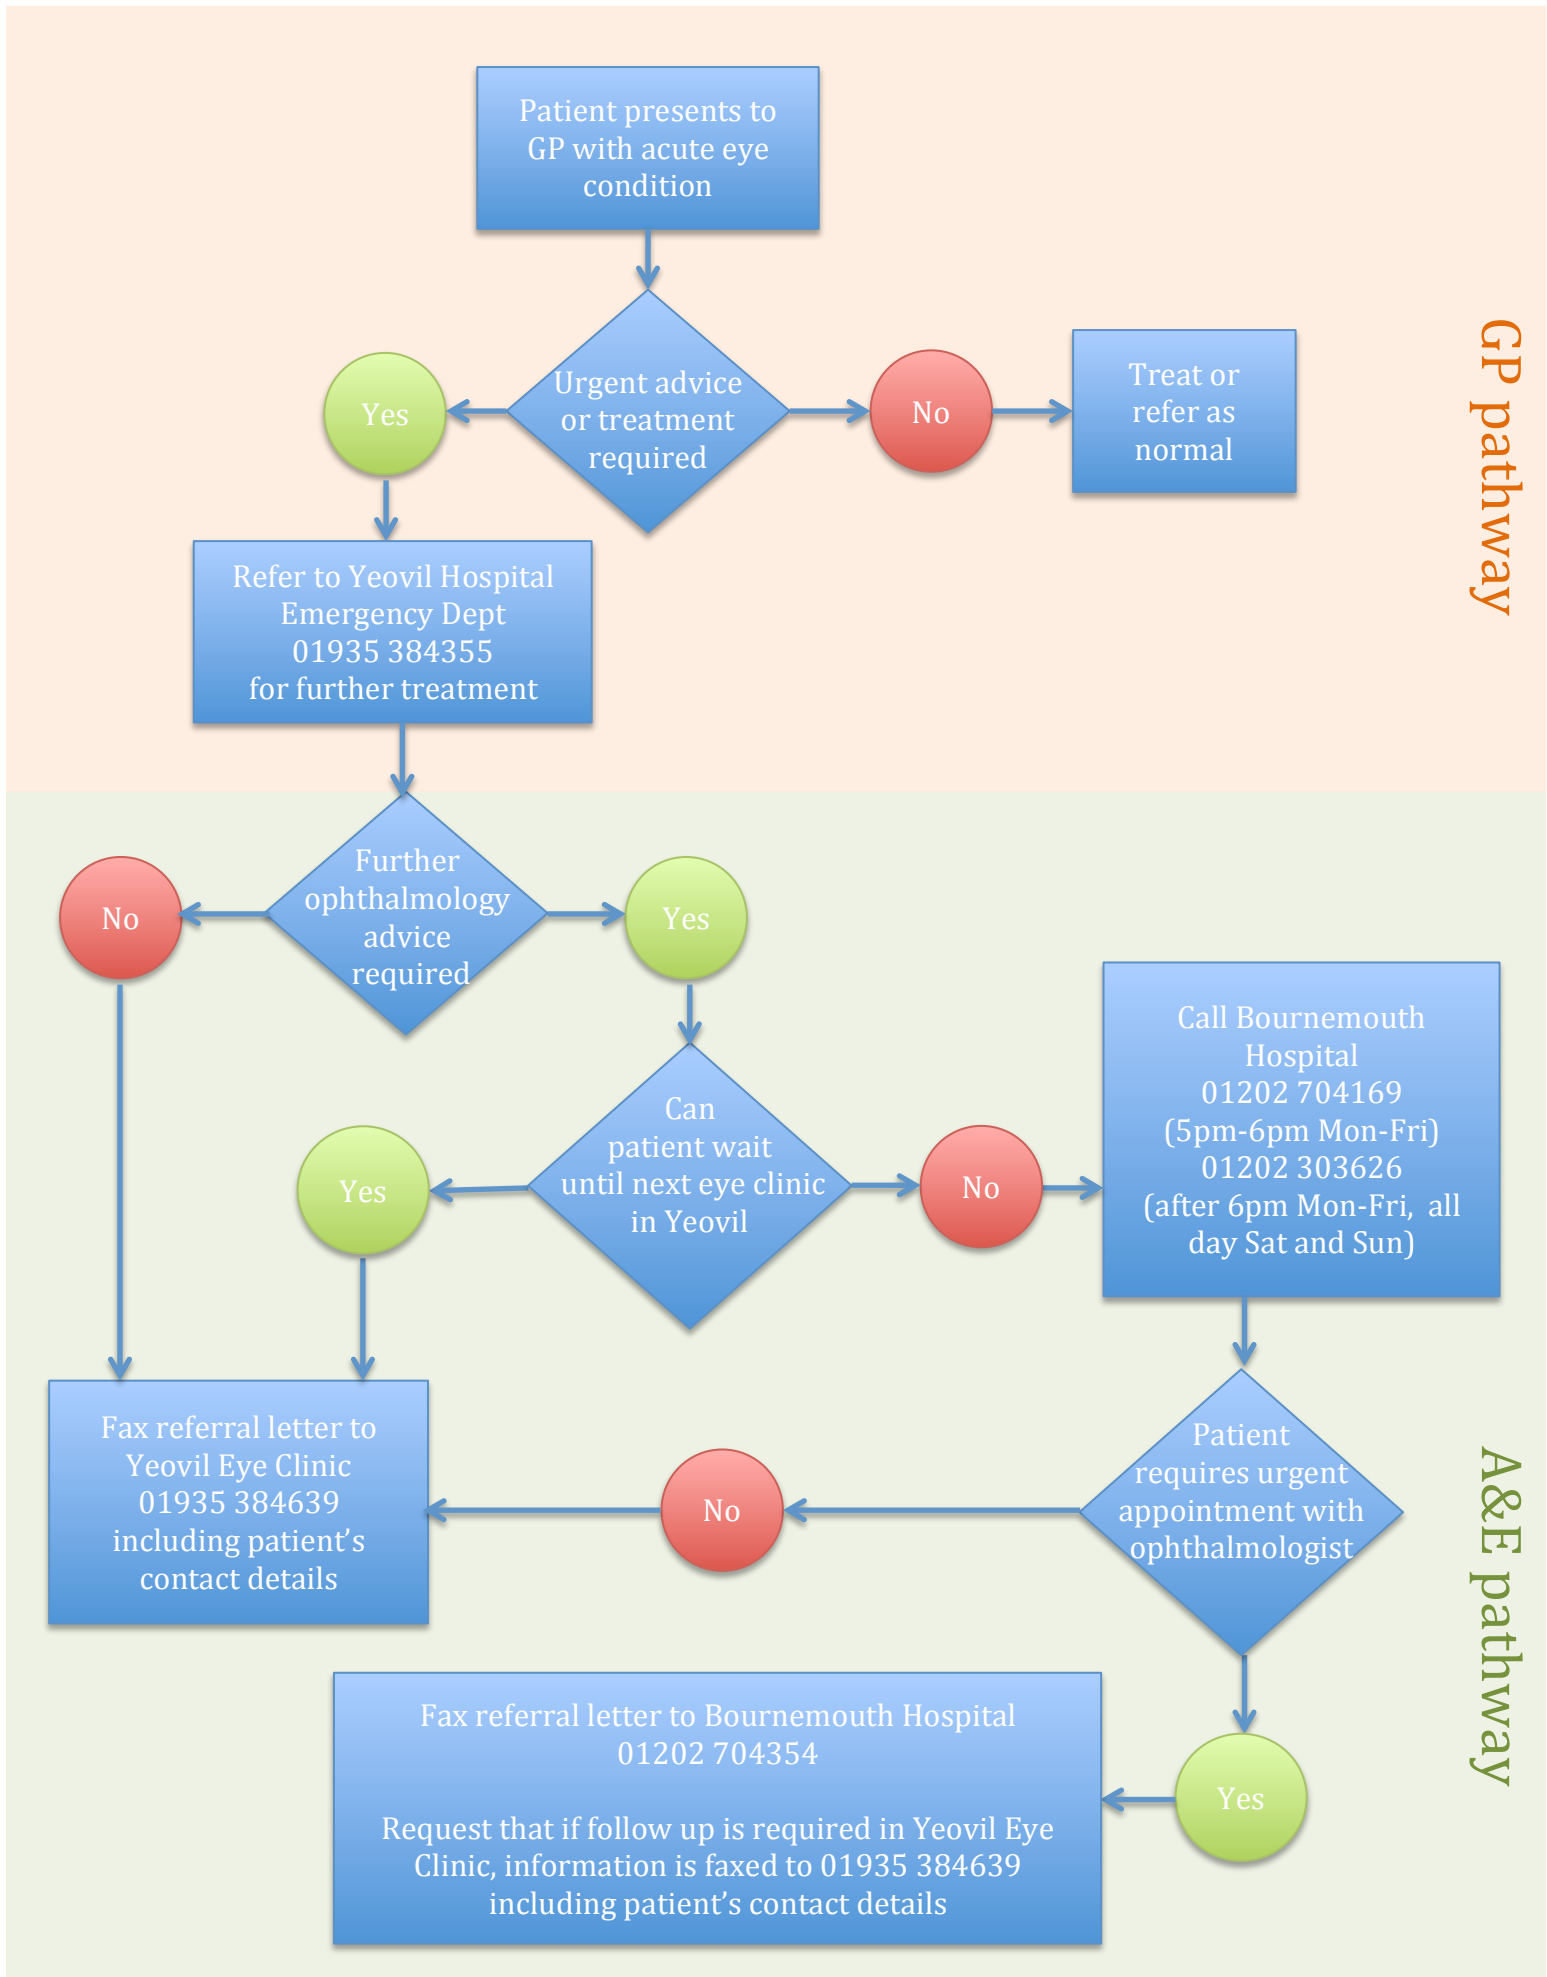 Patient presents to
GP with acute eye
condition
Urgent advice
or treatment
required
Yes
No
Treat or
refer as
normal
GP pathway
Refer to Yeovil Hospital
Emergency Dept
01935 384355
for further treatment
Further
ophthalmology
advice
required
No
Yes
Can
patient wait
until next eye clinic
in Yeovil
Yes
No
Call Bournemouth
Hospital
01202 704169
(5pm-6pm Mon-Fri)
01202 303626
(after 6pm Mon-Fri, all
day Sat and Sun)
Fax referral letter to
Yeovil Eye Clinic
01935 384639
including patient’s
contact details
No
Patient
requires urgent
appointment with
ophthalmologist
A&E pathway
Yes
Fax referral letter to Bournemouth Hospital
01202 704354
Request that if follow up is required in Yeovil Eye
Clinic, information is faxed to 01935 384639
including patient’s contact details